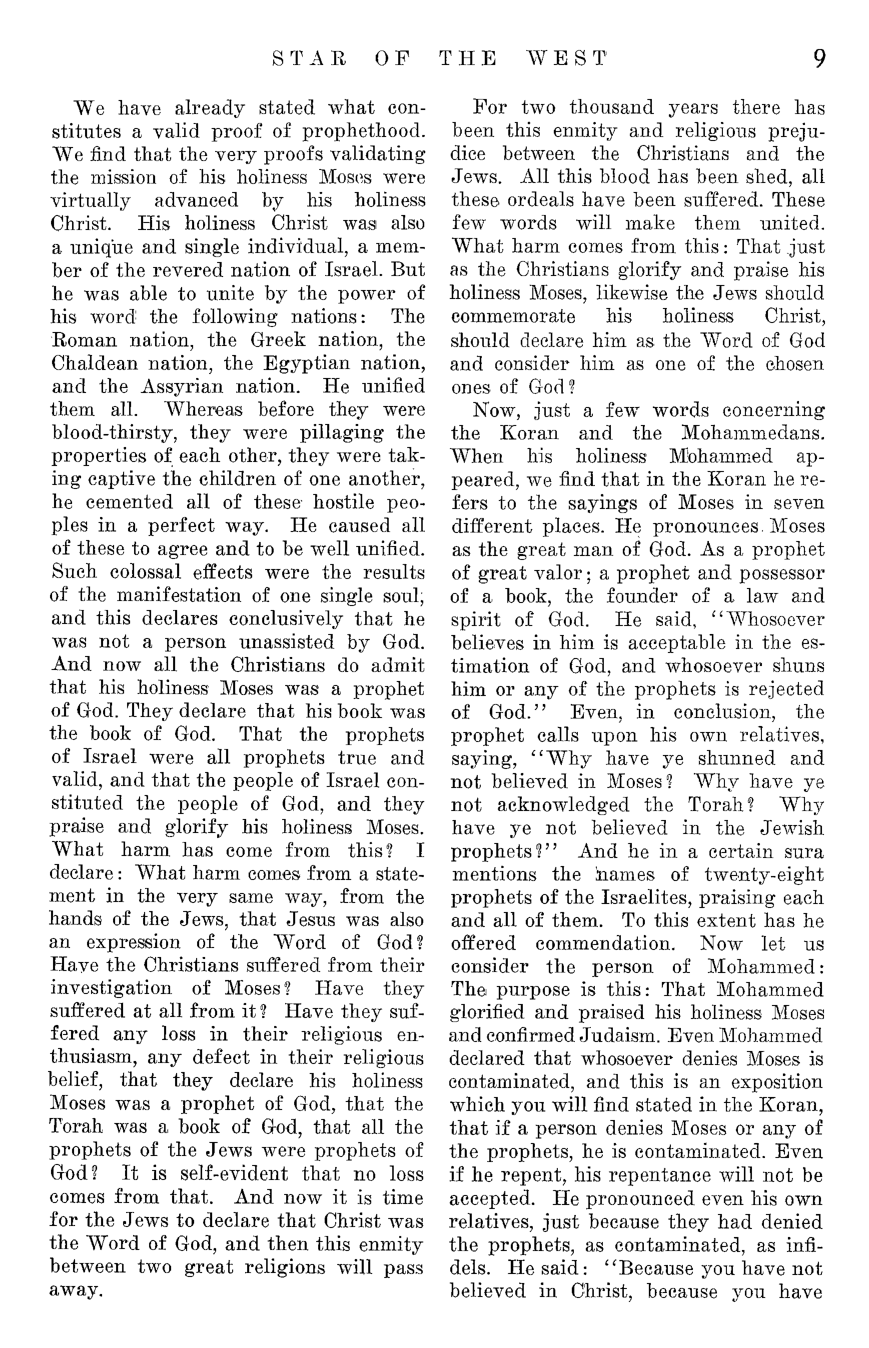 STAR OF THE WEST 9
We have already stated what con-
stitutes a valid proof of prophethood.
We find that the very proofs validating
the mission of his holiness Moses were
virtually advanced by his holiness
Christ. His holiness Christ was also
a unique and single individual, a mem-
ber of the revered nation of Israel. But
he was able to unite by the power of
his word the following nations: The
Roman nation, the Greek nation, the
Chaldean nation, the Egyptian nation,
and the Assyrian nation. He unified
them all. Whereas before they were
blood-thirsty, they were pillaging the
properties of each other, they were tak-
ing captive the children of one another,
he cemented all of these hostile peo-
ples in a perfect way. He caused all
of these to agree and to be well unified.
Such colossal effects were the results
of the manifestation of one single soul,
and this declares conclusively that he
was not a person unassisted by God.
And now all the Christians do admit
that his holiness Moses was a prophet
of God. They declare that his book was
the book of God. That the prophets
of Israel were all prophets true and
valid, and that the people of Israel con-
stituted the people of God, and they
praise and glorify his holiness Moses.
What harm has come from this? I
declare: What harm comes from a state-
ment in the very same way, from the
hands of the Jews, that Jesus was also
an expression of the Word of God?
Have the Christians suffered from their
investigation of Moses? Have they
suffered at all from it? Have they suf-
fered any loss in their religious en-
thusiasm, any defect in their religious
belief, that they declare his holiness
Moses was a prophet of God, that the
Torah was a book of God, that all the
prophets of the Jews were prophets of
God? It is self-evident that no loss
comes from that. And now it is time
for the Jews to declare that Christ was
the Word of God, and then this enmity
between two great religions will pass
away.
For two thousand years there has
been this enmity and religious preju-
dice between the Christians and the
Jews. All this blood has been shed, all
these ordeals have been suffered. These
few words will make them united.
What harm comes from this: That just
as the Christians glorify and praise his
holiness Moses, likewise the Jews should
commemorate his holiness Christ,
should declare him as the Word of God
and consider him as one of the chosen
ones of God?
Now, just a few words concerning
the Koran and the Mohammedans.
When his holiness Mohammed ap-
peared, we find that in the Koran he re-
fers to the sayings of Moses in seven
different places. He pronounces Moses
as the great man of God. As a prophet
of great valor; a prophet and possessor
of a book, the founder of a law and
spirit of God. He said, "Whosoever
believes in him is acceptable in the es-
timation of God, and whosoever shuns
him or any of the prophets is rejected
of God." Even, in conclusion, the
prophet calls upon his own relatives,
saying, "Why have ye shunned and
not believed in Moses? Why have ye
not acknowledged the Torah? Why
have ye not believed in the Jewish
prophets?" And he in a certain sura
mentions the names of twenty-eight
prophets of the Israelites, praising each
and all of them. To this extent has he
offered commendation. Now let us
consider the person of Mohammed:
The purpose is this: That Mohammed
glorified and praised his holiness Moses
and confirmed Judaism. Even Mohammed
declared that whosoever denies Moses is
contaminated, and this is an exposition
which you will find stated in the Koran,
that if a person denies Moses or any of
the prophets, he is contaminated. Even
if he repent, his repentance will not be
accepted. He pronounced even his own
relatives, just because they had denied
the prophets, as contaminated, as infi-
dels. He said: "Because you have not
believed in Christ, because you have